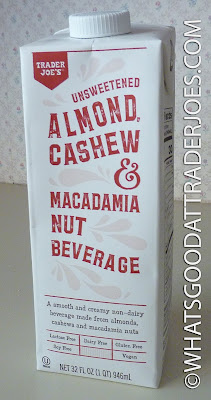 TRADER
JOE'S
UNSWEETENED
ALMOND,
CASHEW
&
MACADAMIA
NUT
BEVERAGE
A smooth and creamy non-dairy
beverage made from almonds,
cashews and macadamia nuts
Lactose Free Dairy Free Gluten Free
Soy Free Vegan
NET 32 FL OZ (1 QT) 946mL
©WHATSGOODATTRADERJOES.COM